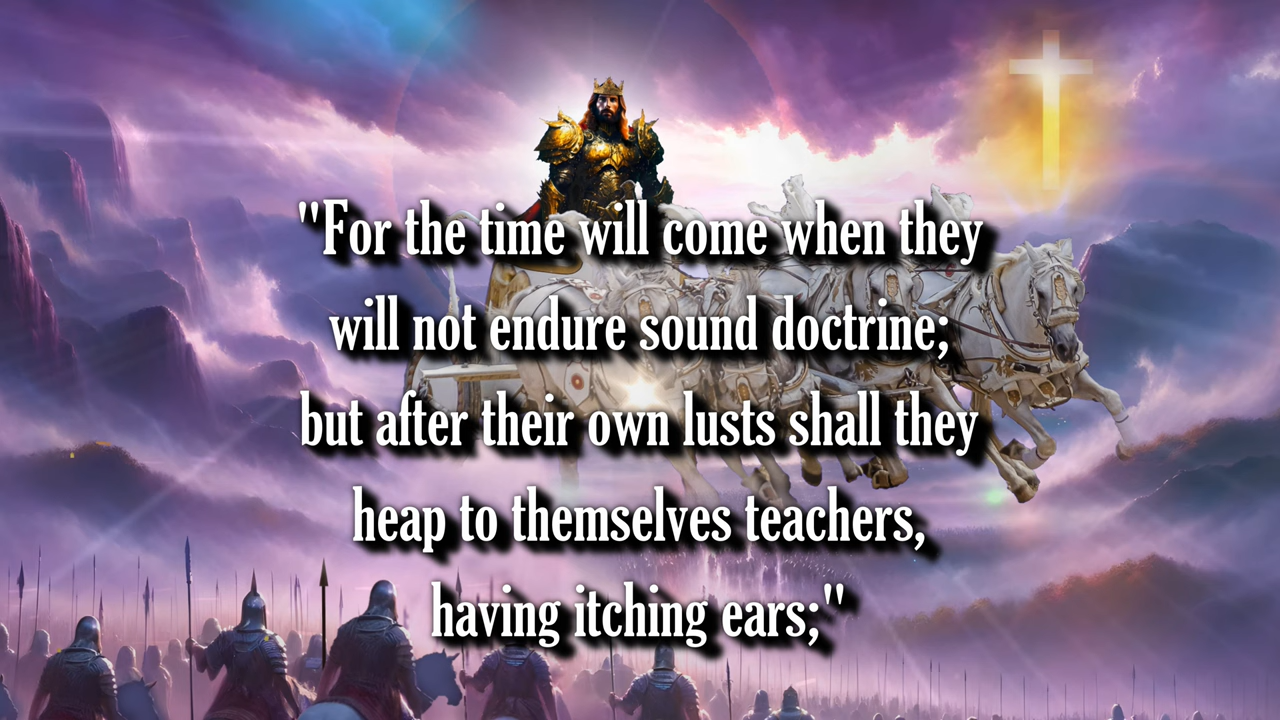 "For the time will come when they
will not endure sound doctrine;
but after their own lusts shall they
heap to themselves teachers,
having itching ears;"